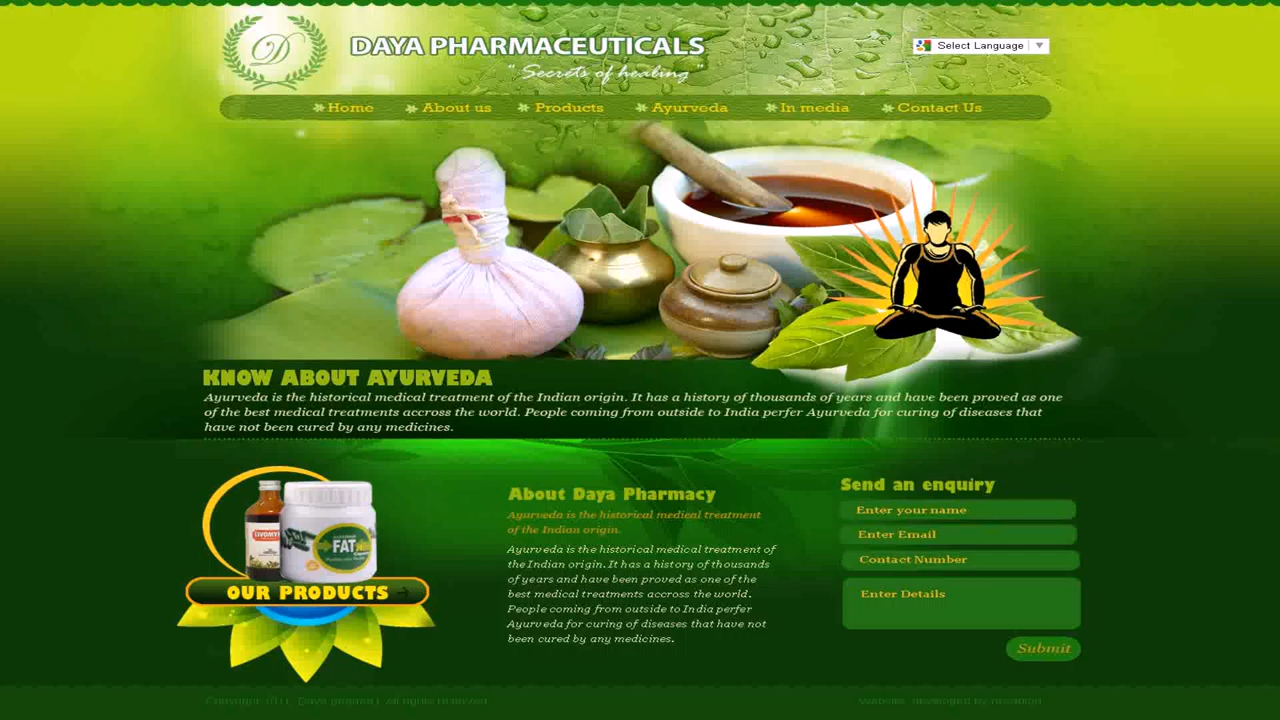 D
DAYA PHARMACEUTICALS
" Secrets of healing "
Select Language
Home
About us
Products
Ayurveda
In media
Contact Us
KNOW ABOUT AYURVEDA
Ayurveda is the historical medical treatment of the Indian origin. It has a history of thousands of years and have been proved as one
of the best medical treatments accross the world. People coming from outside to India perfer Ayurveda for curing of diseases that
have not been cured by any medicines.
FAT
OUR PRODUCTS
About Daya Pharmacy
Ayurveda is the historical medical treatment
of the Indian origin.
Ayurveda is the historical medical treatment of
the Indian origin. It has a history of thousands
of years and have been proved as one of the
best medical treatments accross the world.
People coming from outside to India perfer
Ayurveda for curing of diseases that have not
been cured by any medicines.
Send an enquiry
Enter your name
Enter Email
Contact Number
Enter Details
Submit